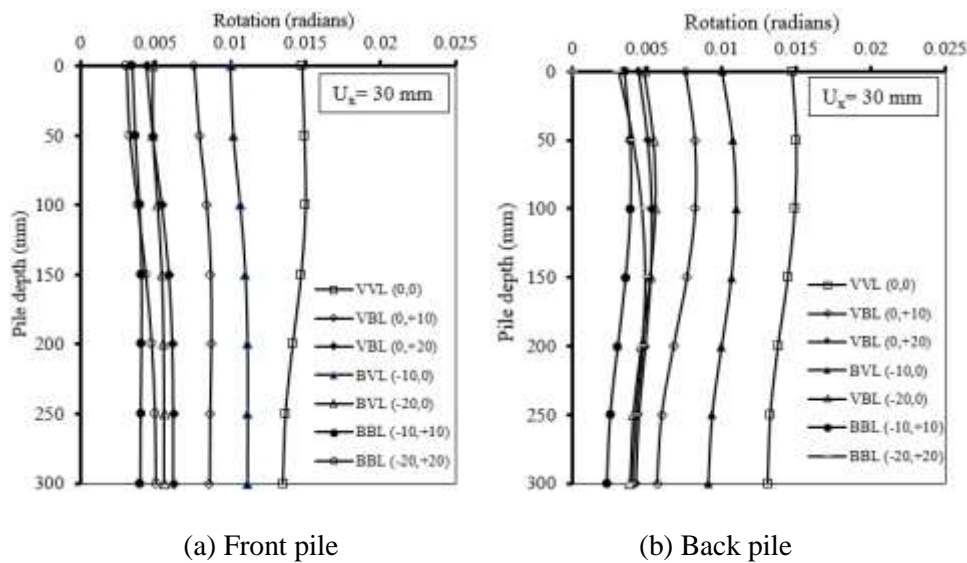 Rotation (radians)
0 0.005 0.01 0.015 0.02 0.025
Pile depth (mm)
0
50
100
150
200
250
300
Ux= 30 mm
VVL (0,0)
VBL (0,+10)
VBL (0,+20)
BVL (-10,0)
BVL (-20,0)
BBL (-10,+10)
BBL (-20,+20)
(a) Front pile
Rotation (radians)
0 0.005 0.01 0.015 0.02 0.025
Pile depth (mm)
0
50
100
150
200
250
300
Ux= 30 mm
VVL (0,0)
VBL (0,+10)
VBL (0,+20)
BVL (-10,0)
VBL (-20,0)
BBL (-10,+10)
BBL (-20,+20)
(b) Back pile